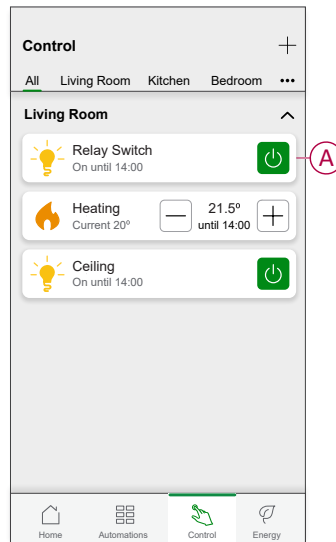 Control
All Living Room Kitchen Bedroom •••
Living Room
Relay Switch
On until 14:00
A
Heating
Current 20º
21.5º
until 14:00
Ceiling
On until 14:00
Home Automations Control Energy